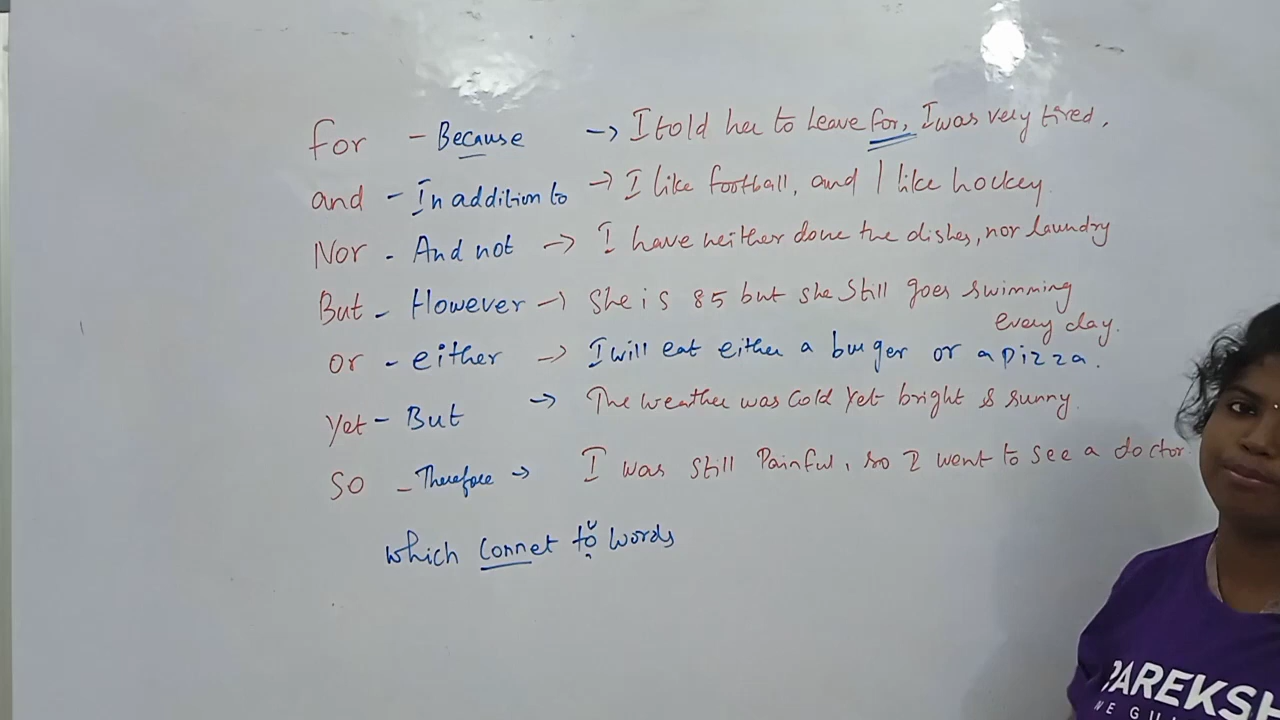 for - Because -> I told her to leave for, I was very tired.
and - In addition to -> I like football, and I like hockey.
Nor - And not -> I have neither done the dishes, nor laundry
But - However -> She is 85 but she still goes swimming
every day.
or - either -> I will eat either a burger or a pizza.
Yet - But -> The weather was cold yet bright & sunny.
So - Therefore -> I was still Painful, so I went to see a doctor.
which connet to words
PAREKSH
NE GU